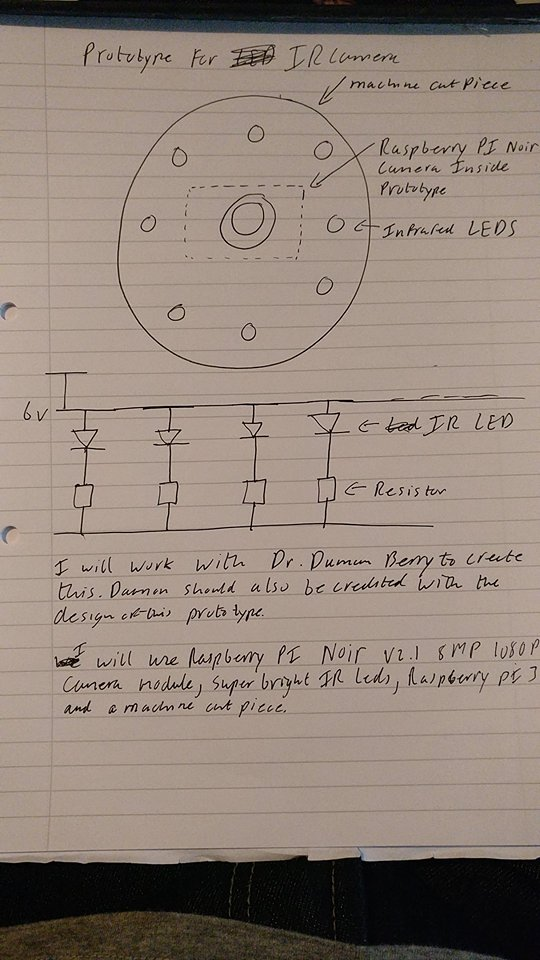 Prototype For LED IR Camera
machine cut piece
Raspberry PI Noir
Camera Inside
Prototype
Infrared LEDS
6v
Led IR LED
Resistor
I will work with Dr. Duman Berry to create
this. Damon should also be credited with the
design of this prototype.
I will use Raspberry PI Noir V2.1 8MP 1080P
Camera module, super bright IR leds, Raspberry pi 3
and a machine cut piece.